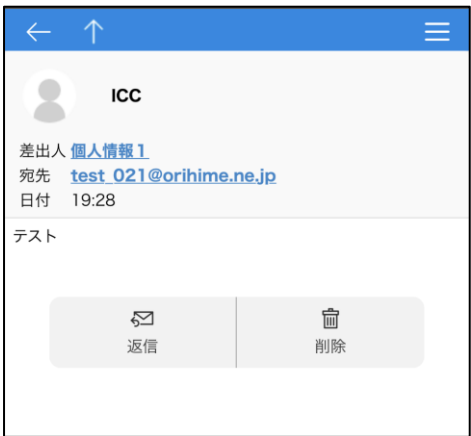 ICC
差出人 個人情報1
宛先 test_021@orihime.ne.jp
日付 19:28
テスト
返信 削除